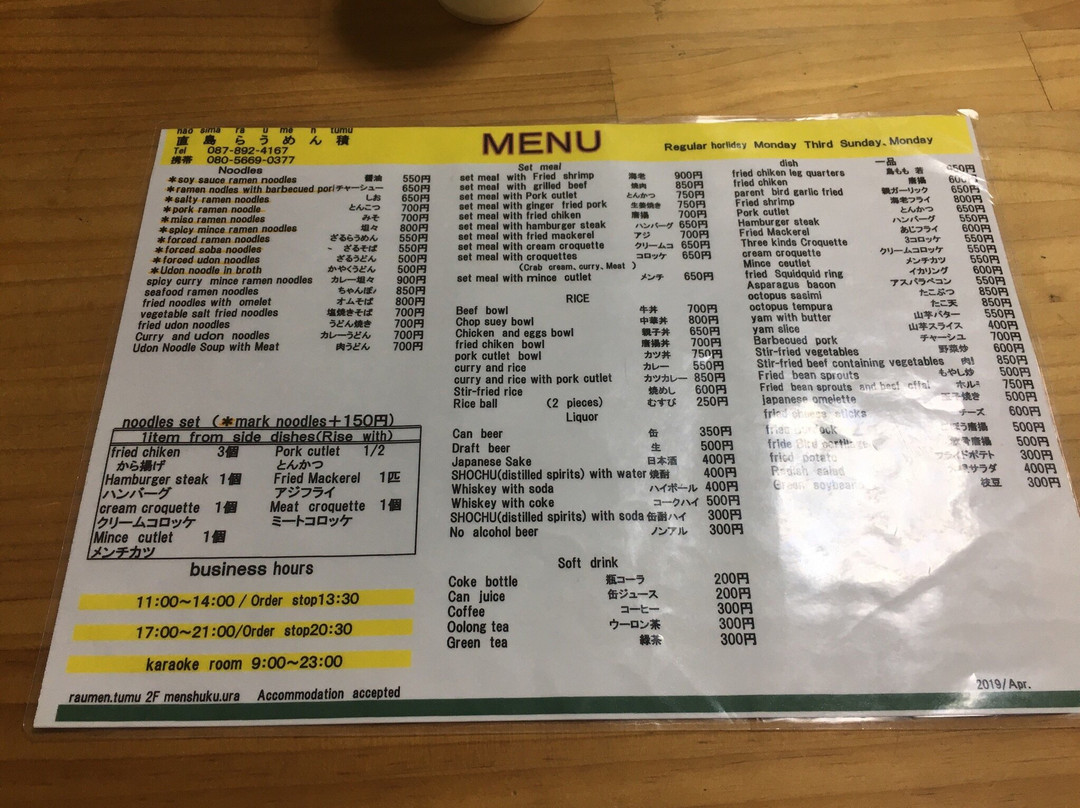 nao sima ra u me n tumu
直島らうめん積
Tel 087-892-4167
携帯 080-5669-0377
MENU
Regular horliday Monday Third Sunday、Monday
Noodles
*soy sauce ramen noodles 醤油 550円
*ramen nodles with barbecued pori チャーシュー 650円
*salty ramen noodles しお 650円
*pork ramen noodle とんこつ 700円
*miso ramen noodles みそ 700円
*spicy mince ramen noodles 坦々 800円
*forced ramen noodles ざるらうめん 550円
*forced soba noodles ざるそば 550円
*forced udon noodles ざるうどん 500円
*Udon noodle in broth かやくうどん 500円
spicy curry mince ramen noodles カレー坦々 900円
seafood ramen noodles ちゃんぽん 850円
fried noodles with omelet オムそば 800円
vegetable salt fried noodles 塩焼きそば 700円
fried udon noodles うどん焼き 700円
Curry and udon noodles カレーうどん 700円
Udon Noodle Soup with Meat 肉うどん 700円
noodles set (*mark noodles+150円)
1item from side dishes(Rise with)
fried chiken 3個 Pork cutlet 1/2
から揚げ とんかつ
Hamburger steak 1個 Fried Mackerel 1匹
ハンバーグ アジフライ
cream croquette 1個 Meat croquette 1個
クリームコロッケ ミートコロッケ
Mince cutlet 1個
メンチカツ
business hours
11:00~14:00 / Order stop13:30
17:00~21:00/Order stop20:30
karaoke room 9:00~23:00
raumen.tumu 2F menshuku.ura Accommodation accepted
Set meal
set meal with Fried shrimp 海老 900円
set meal with grilled beef 焼肉 850円
set meal with Pork cutlet とんかつ 750円
set meal with ginger fried pork 生姜焼き 750円
set meal with fried chiken 唐揚 700円
set meal with hamburger steak ハンバーグ 650円
set meal with fried mackerel アジ 700円
set meal with cream croquette クリームコ 650円
set meal with croquettes コロッケ 650円
(Crab cream、curry、Meat )
set meal with mince cutlet メンチ 650円
RICE
Beef bowl 牛丼 700円
Chop suey bowl 中華丼 800円
Chicken and eggs bowl 親子丼 650円
fried chiken bowl 唐揚丼 700円
pork cutlet bowl カツ丼 750円
curry and rice カレー 550円
curry and rice with pork cutlet カツカレー 850円
Stir-fried rice 焼めし 600円
Rice ball (2 pieces) むすび 250円
Liquor
Can beer 缶 350円
Draft beer 生 500円
Japanese Sake 日本酒 400円
SHOCHU(distilled spirits) with water 焼酎 400円
Whiskey with soda ハイボール 400円
Whiskey with coke コークハイ 500円
SHOCHU(distilled spirits) with soda 缶酎ハイ 300円
No alcohol beer ノンアル 300円
Soft drink
Coke bottle 瓶コーラ 200円
Can juice 缶ジュース 200円
Coffee コーヒー 300円
Oolong tea ウーロン茶 300円
Green tea 緑茶 300円
dish 一品
fried chiken leg quarters 鳥もも 若 650円
fried chiken 唐揚 600円
parent bird garlic fried 親ガーリック 650円
Fried shrimp 海老フライ 800円
Pork cutlet とんかつ 650円
Hamburger steak ハンバーグ 550円
Fried Mackerel あじフライ 600円
Three kinds Croquette 3コロッケ 550円
cream croquette クリームコロッケ 550円
Mince ceutlet メンチカツ 550円
fried Squidquid ring イカリング 600円
Asparagus bacon アスパラベコン 550円
octopus sasimi たこぶつ 850円
octopus tempura たこ天 850円
yam with butter 山芋バター 550円
yam slice 山芋スライス 400円
Barbecued pork チャーシュ 700円
Stir-fried vegetables 野菜炒 600円
Stir-fried beef containing vegetables 肉 850円
Fried bean sprouts もやし炒 500円
Fried bean sprouts and beef offal ホルモ 750円
japanese omelette 玉子焼き 500円
fried cheese sticks チーズ 600円
fried 唐揚 500円
fride Bird 軟骨唐揚 500円
fried potato フライドポテト 300円
salad サラダ 400円
Green soybean 枝豆 300円
2019/Apr.